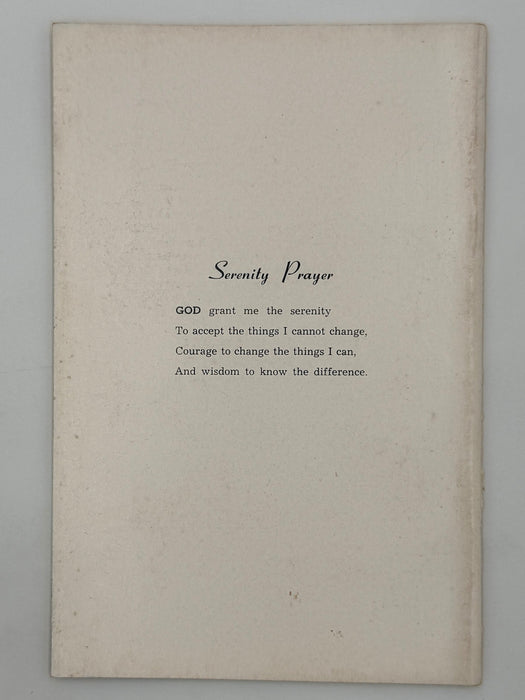 Serenity Prayer
GOD grant me the serenity
To accept the things I cannot change,
Courage to change the things I can,
And wisdom to know the difference.